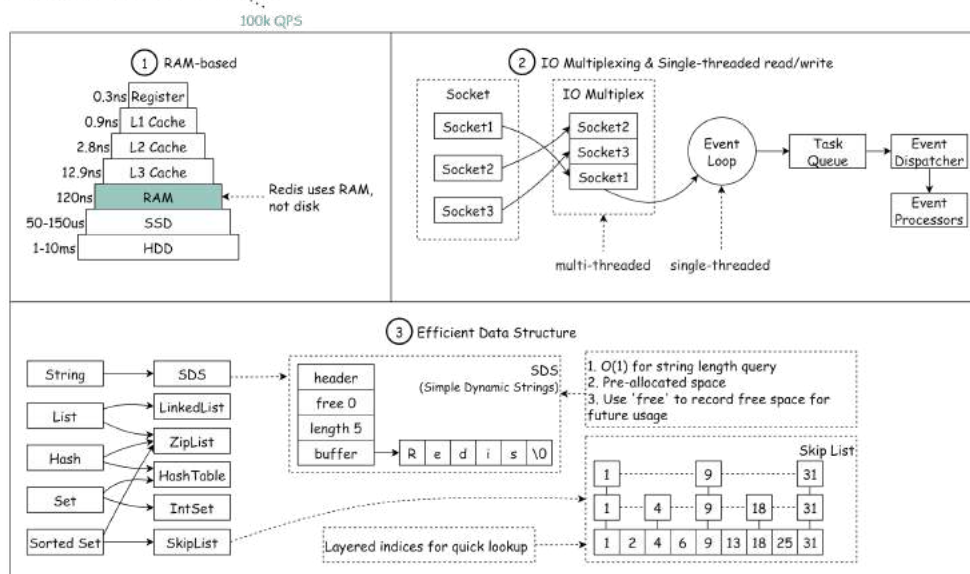 100k QPS
1 RAM-based
0.3ns Register
0.9ns L1 Cache
2.8ns L2 Cache
12.9ns L3 Cache
120ns RAM
50-150us SSD
1-10ms HDD
Redis uses RAM,
not disk
2 IO Multiplexing & Single-threaded read/write
Socket
Socket1
Socket2
Socket3
IO Multiplex
Socket2
Socket3
Socket1
Event
Loop
Task
Queue
Event
Dispatcher
Event
Processors
multi-threaded
single-threaded
3 Efficient Data Structure
String
List
Hash
Set
Sorted Set
SDS
LinkedList
ZipList
HashTable
IntSet
SkipList
header
free 0
length 5
buffer
R e d i s \0
SDS
(Simple Dynamic Strings)
1. O(1) for string length query
2. Pre-allocated space
3. Use 'free' to record free space for
future usage
Skip List
1 9 31
1 4 9 18 31
1 2 4 6 9 13 18 25 31
Layered indices for quick lookup